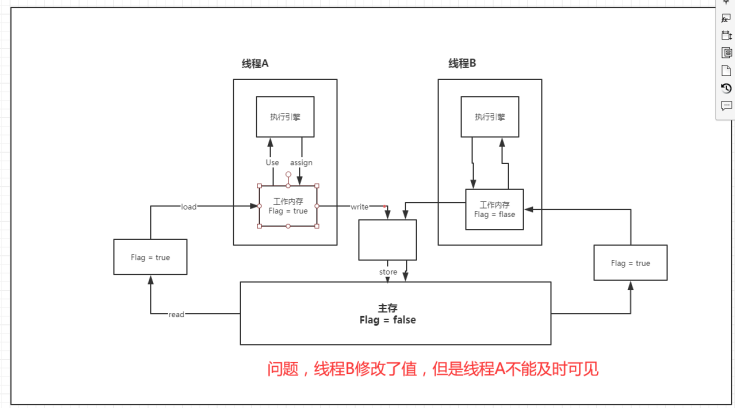 线程A
线程B
执行引擎
执行引擎
Use
assign
工作内存
Flag = true
工作内存
Flag = flase
load
write
Flag = true
Flag = true
store
read
主存
Flag = false
问题，线程B修改了值，但是线程A不能及时可见